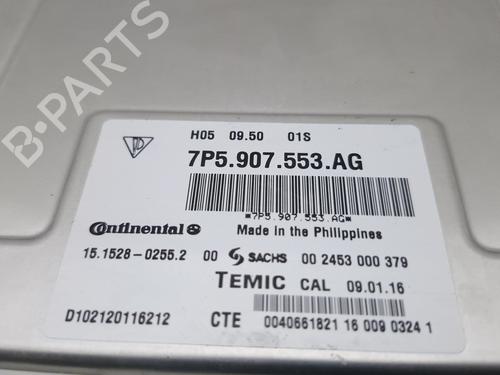 B-PARTS
H05 09.50 01S
7P5.907.553.AG
*7P5.907.553.AG*
Continental
Made in the Philippines
15.1528-0255.2 00 SACHS 00 2453 000 379
TEMIC CAL 09.01.16
D102120116212 CTE 0040661821 16 009 0324 1